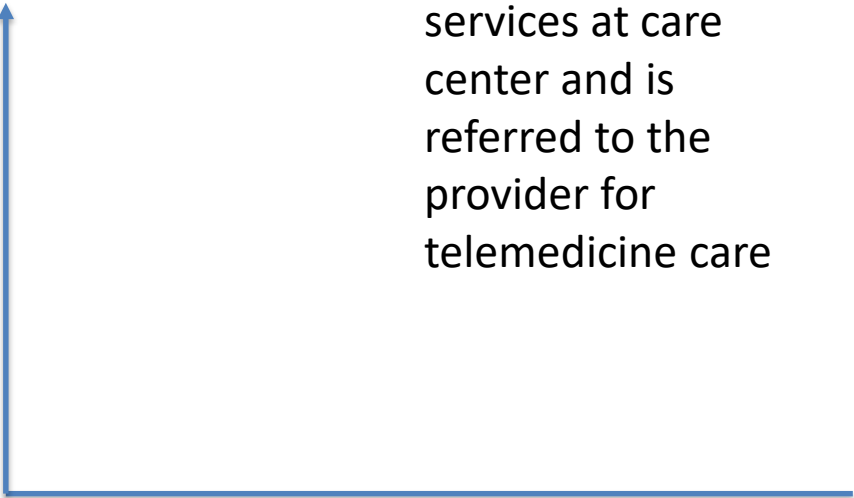 services at care
center and is
referred to the
provider for
telemedicine care